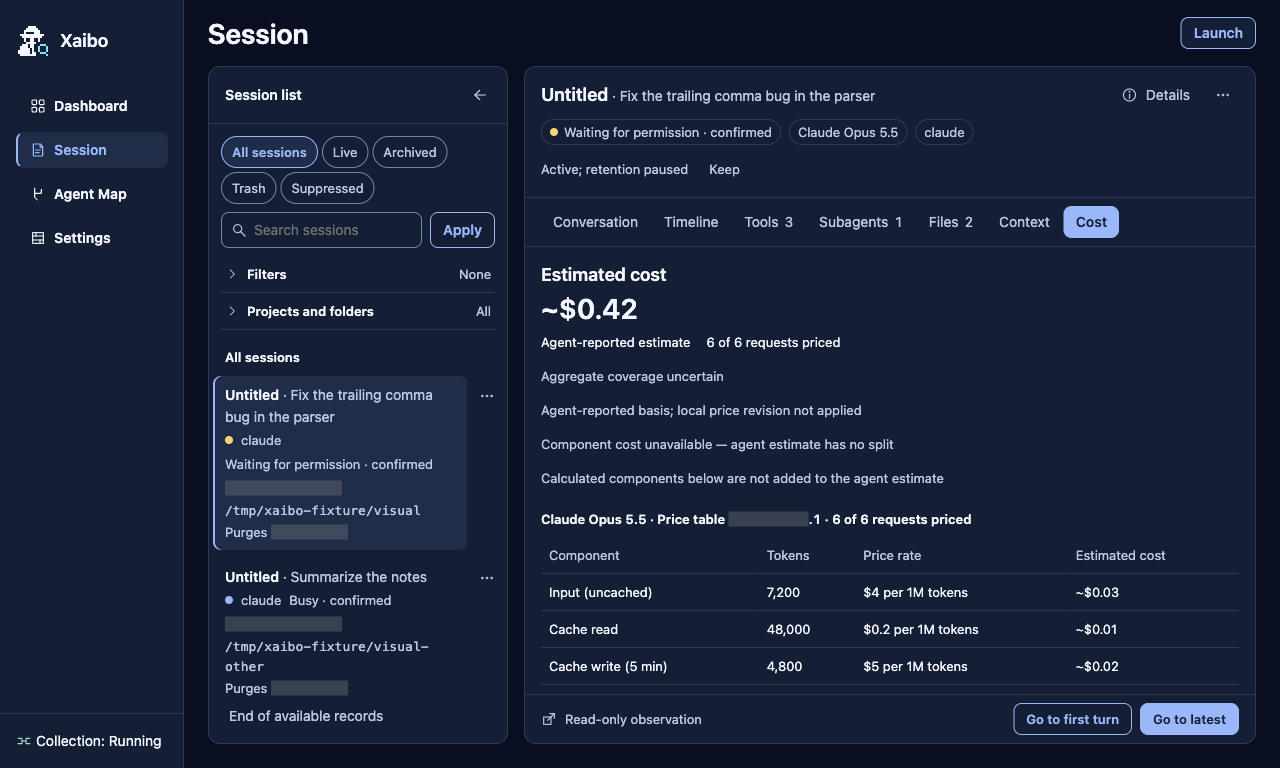 Xaibo
Dashboard
Session
Agent Map
Settings
Collection: Running
Session
Launch
Session list
All sessions
Live
Archived
Trash
Suppressed
Search sessions
Apply
Filters
None
Projects and folders
All
All sessions
Untitled · Fix the trailing comma
bug in the parser
claude
Waiting for permission · confirmed
/tmp/xaibo-fixture/visual
Purges
Untitled · Summarize the notes
claude Busy · confirmed
/tmp/xaibo-fixture/visual-
other
Purges
End of available records
Untitled · Fix the trailing comma bug in the parser
Details
Waiting for permission · confirmed
Claude Opus 5.5
claude
Active; retention paused
Keep
Conversation
Timeline
Tools 3
Subagents 1
Files 2
Context
Cost
Estimated cost
~$0.42
Agent-reported estimate 6 of 6 requests priced
Aggregate coverage uncertain
Agent-reported basis; local price revision not applied
Component cost unavailable — agent estimate has no split
Calculated components below are not added to the agent estimate
Claude Opus 5.5 · Price table .1 · 6 of 6 requests priced
Component Tokens Price rate Estimated cost
Input (uncached) 7,200 $4 per 1M tokens ~$0.03
Cache read 48,000 $0.2 per 1M tokens ~$0.01
Cache write (5 min) 4,800 $5 per 1M tokens ~$0.02
Read-only observation
Go to first turn
Go to latest